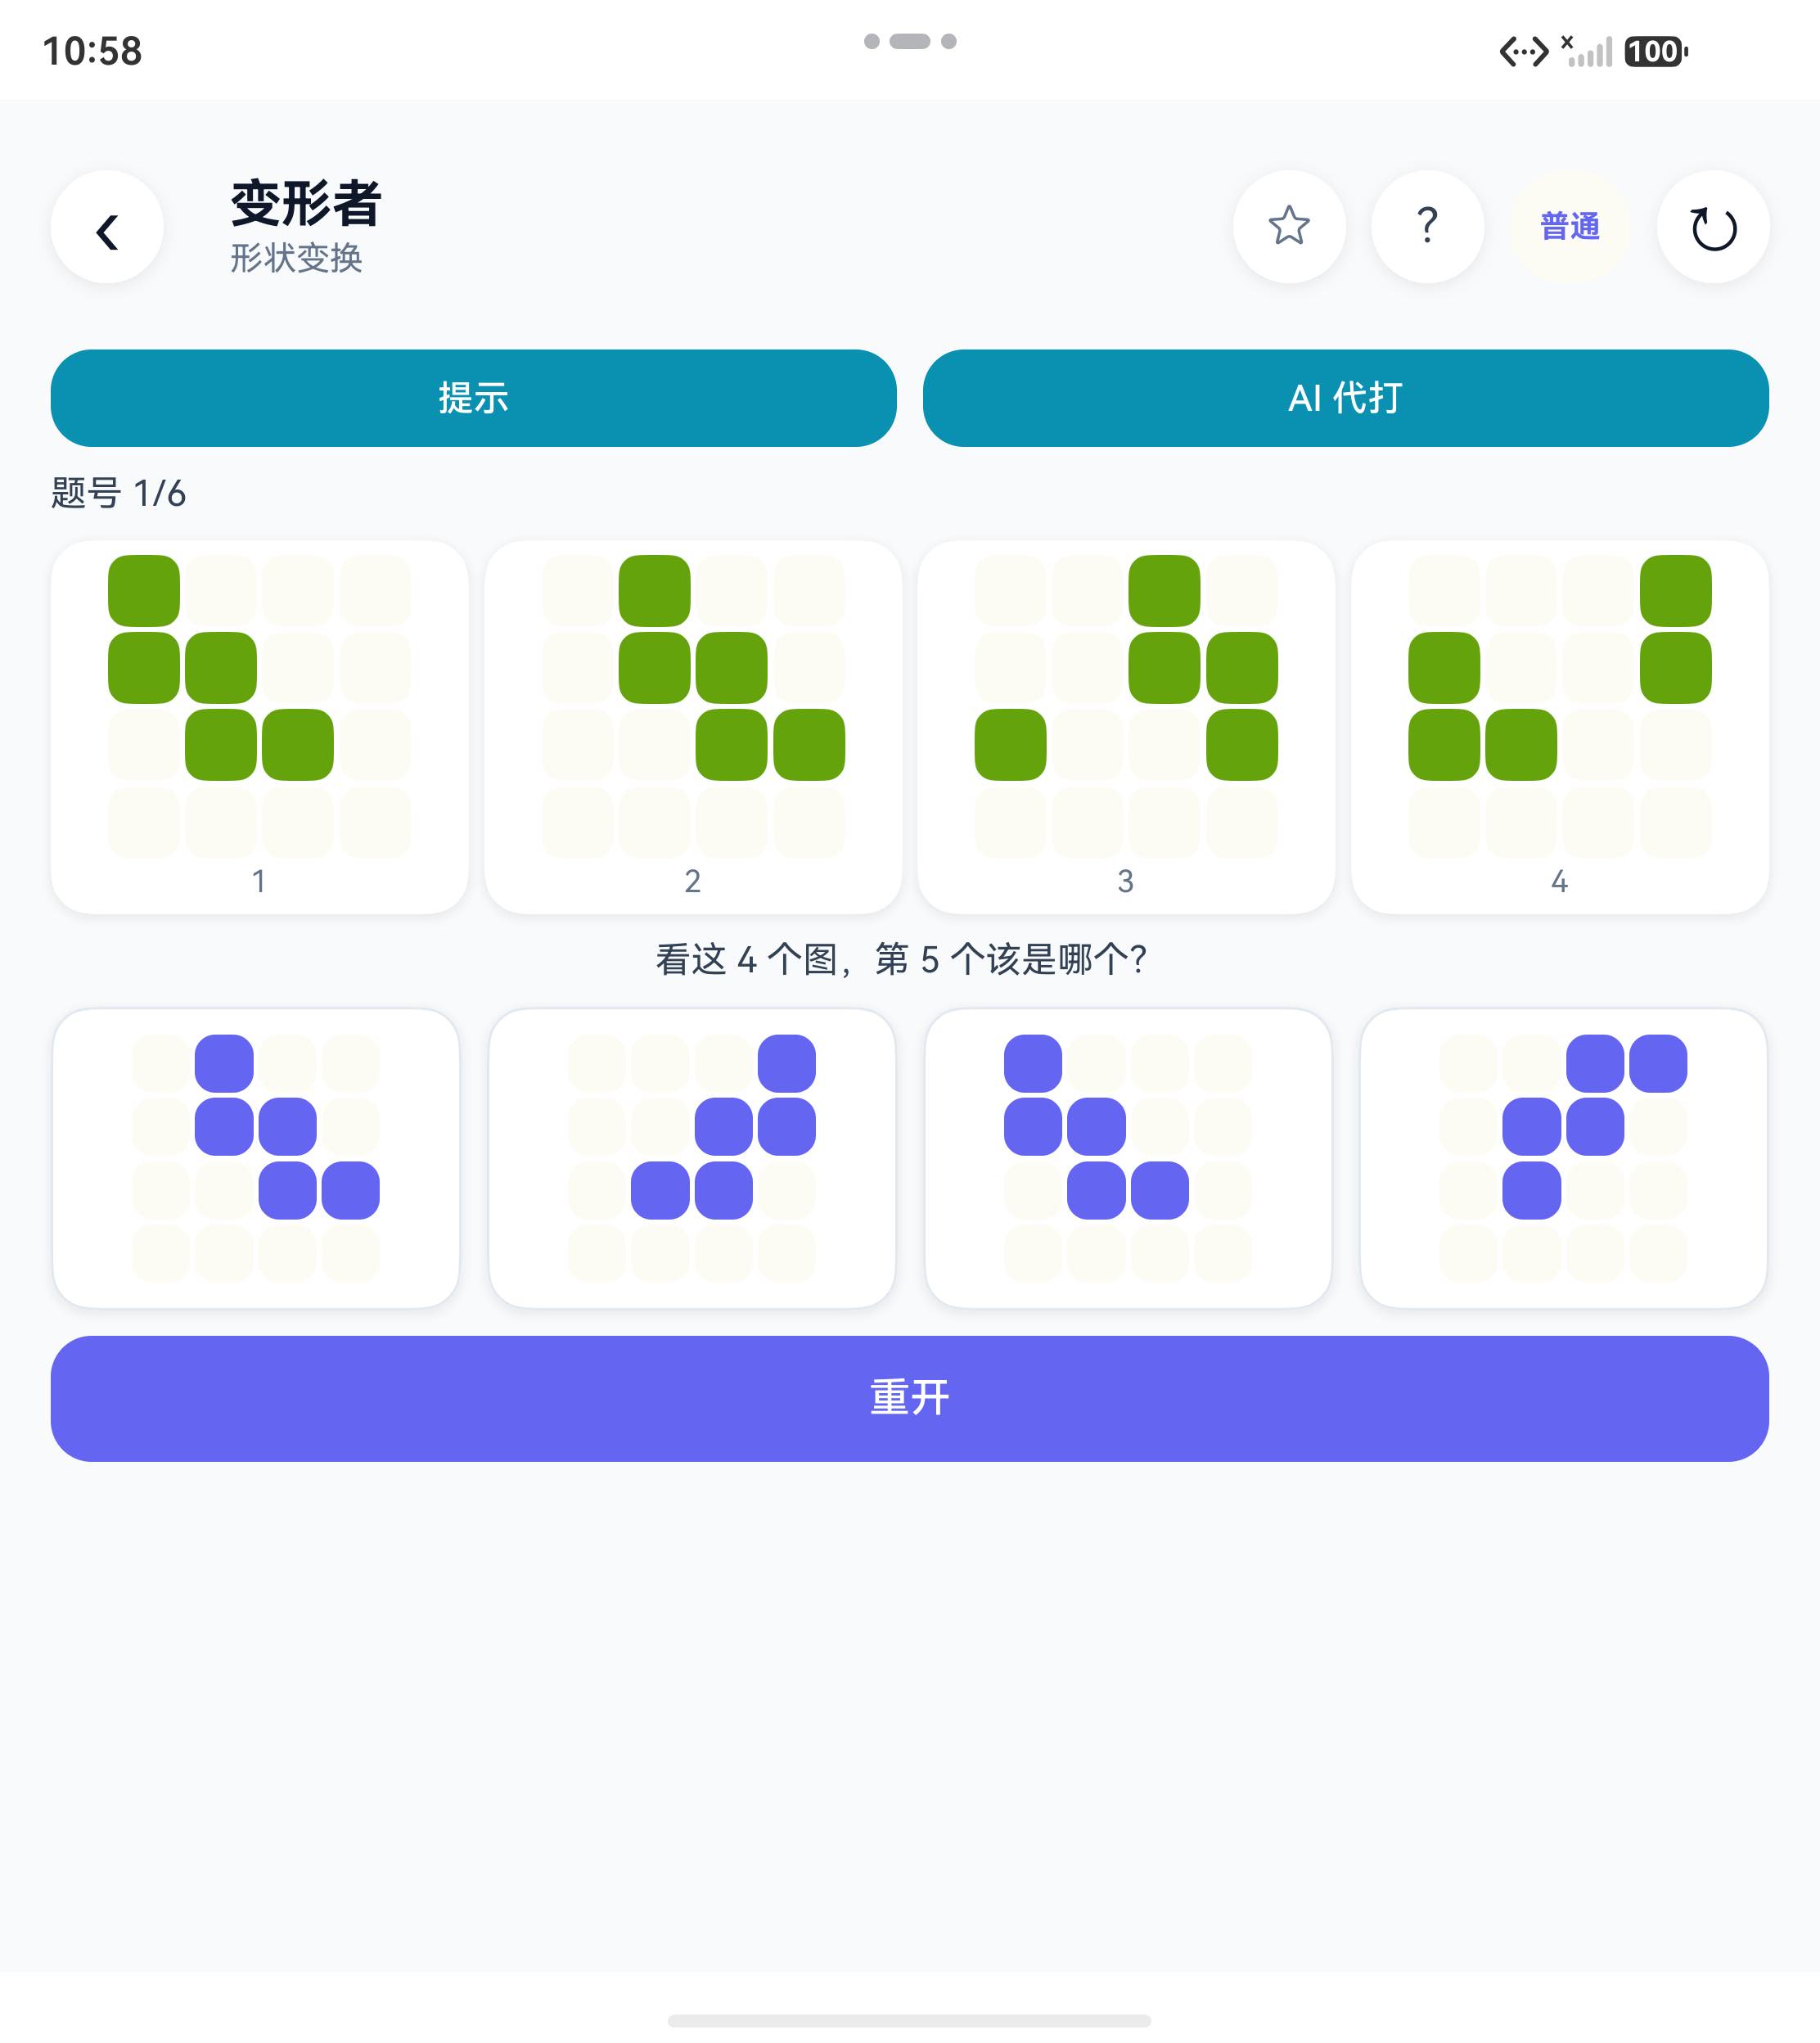 10:58
100
变形者
形状变换
?
普通
提示
AI 代打
题号 1/6
1
2
3
4
看这 4 个图，第 5 个该是哪个？
重开